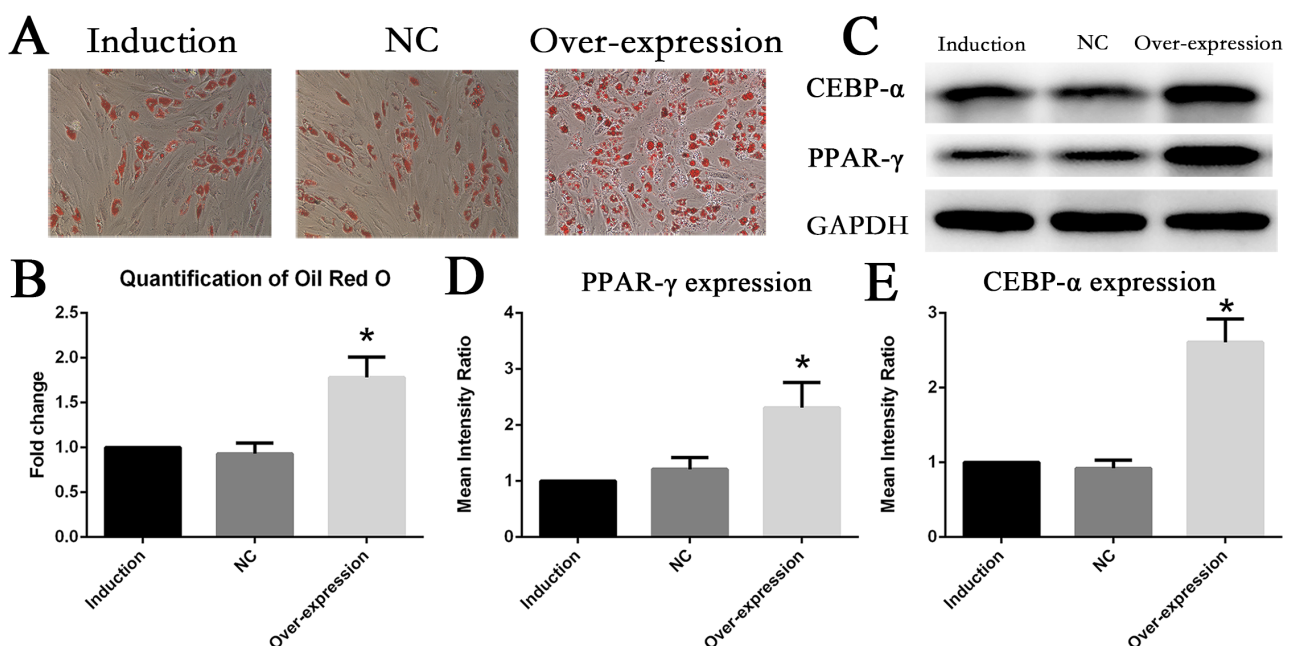 A
Induction
NC
Over-expression
C
Induction
NC
Over-expression
CEBP-α
PPAR-γ
GAPDH
B
Quantification of Oil Red O
Fold change
2.5
2.0
1.5
1.0
0.5
0.0
*
Induction
NC
Over-expression
D
PPAR-γ expression
Mean Intensity Ratio
4
3
2
1
0
*
Induction
NC
Over-expression
E
CEBP-α expression
Mean Intensity Ratio
3
2
1
0
*
Induction
NC
Over-expression